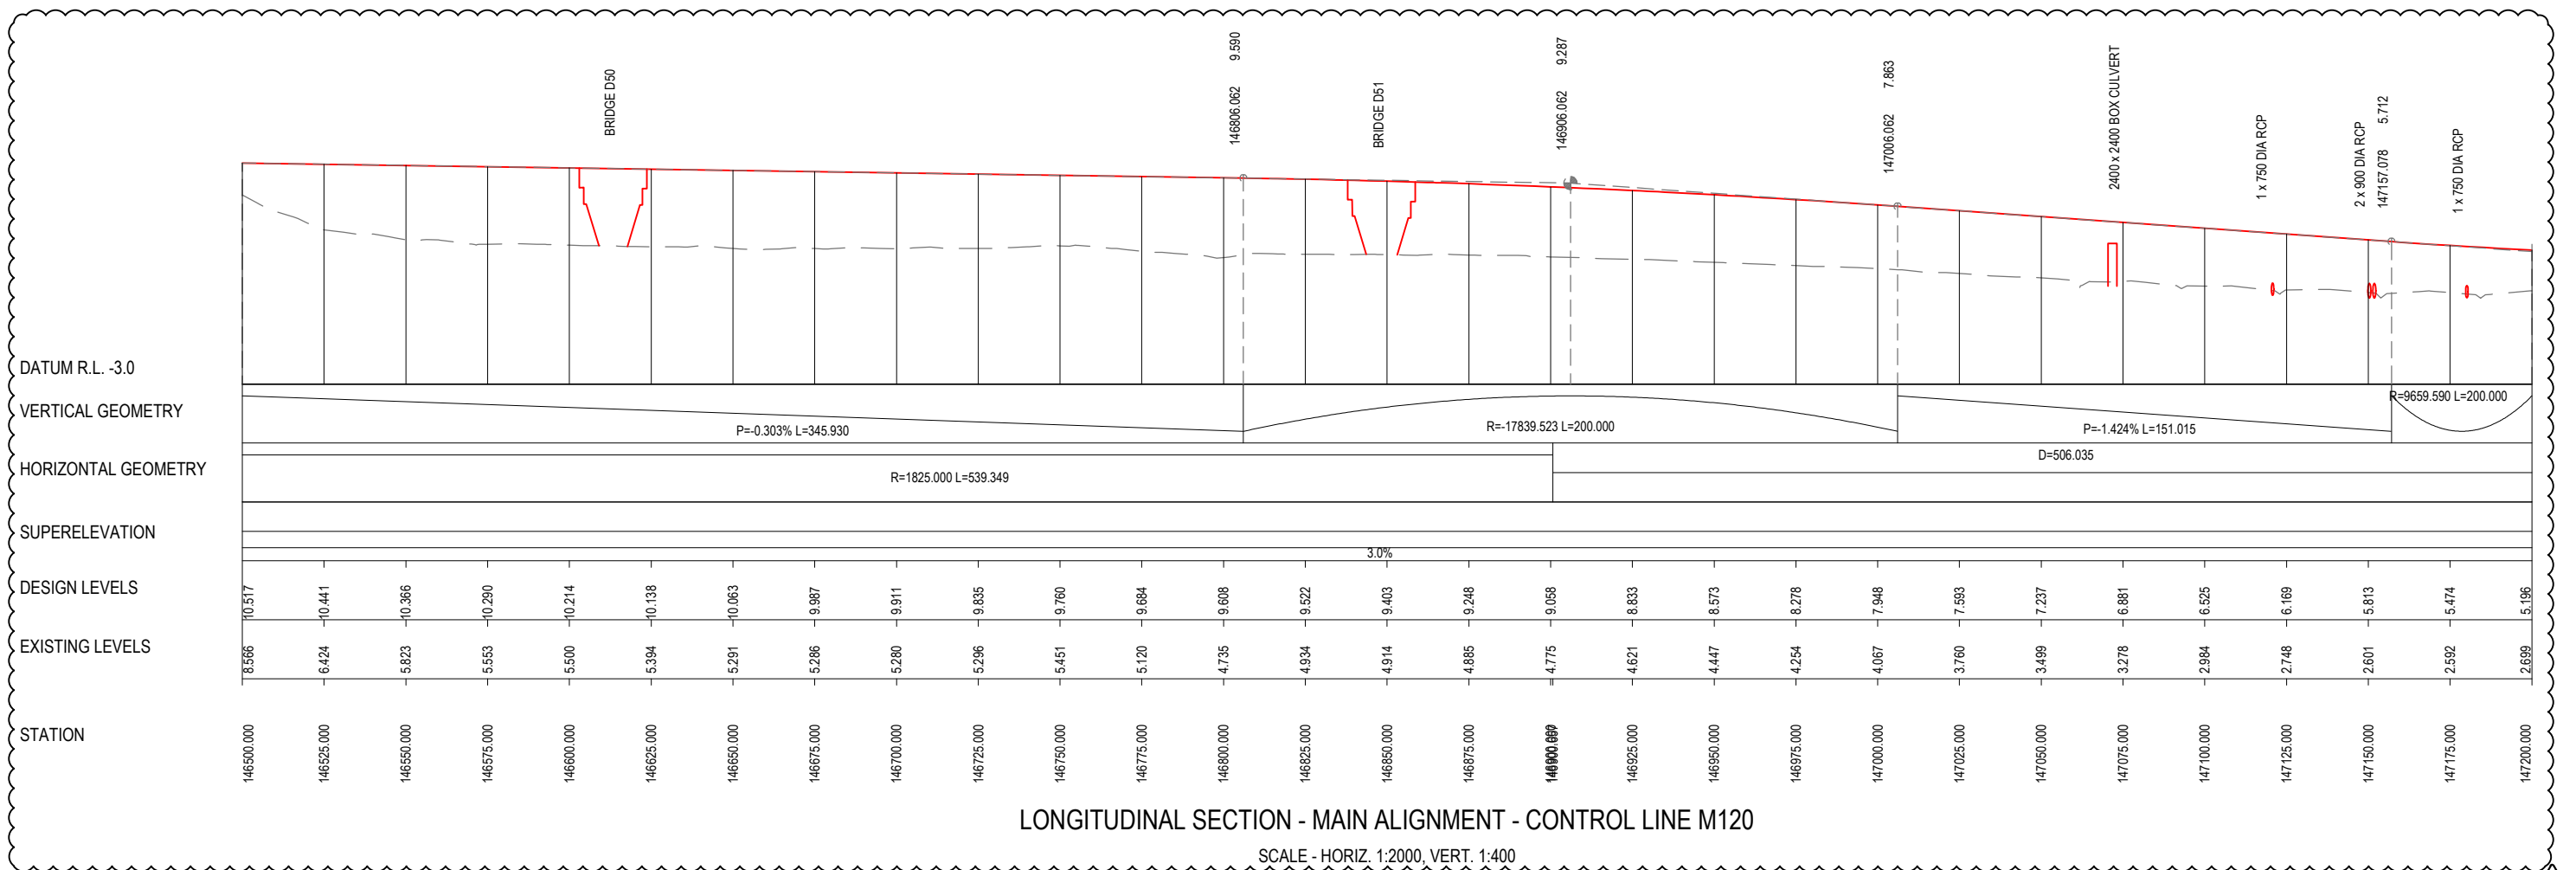 BRIDGE D50
146806.062 9.590
BRIDGE D51
146906.062 9.287
147006.062 7.863
2400 x 2400 BOX CULVERT
1 x 750 DIA RCP
2 x 900 DIA RCP
147157.078 5.712
1 x 750 DIA RCP
DATUM R.L. -3.0
VERTICAL GEOMETRY
P=-0.303% L=345.930
R=-17839.523 L=200.000
P=-1.424% L=151.015
R=9659.590 L=200.000
HORIZONTAL GEOMETRY
R=1825.000 L=539.349
D=506.035
SUPERELEVATION
3.0%
DESIGN LEVELS
10.517 10.441 10.366 10.290 10.214 10.138 10.063 9.987 9.911 9.835 9.760 9.684 9.608 9.522 9.403 9.248 9.058 8.833 8.573 8.278 7.948 7.593 7.237 6.881 6.525 6.169 5.813 5.474 5.196
EXISTING LEVELS
8.566 6.424 5.823 5.553 5.500 5.394 5.291 5.286 5.280 5.296 5.451 5.120 4.735 4.934 4.914 4.885 4.775 4.621 4.447 4.254 4.067 3.760 3.499 3.278 2.984 2.748 2.601 2.592 2.699
STATION
146500.000 146525.000 146550.000 146575.000 146600.000 146625.000 146650.000 146675.000 146700.000 146725.000 146750.000 146775.000 146800.000 146825.000 146850.000 146875.000 146925.000 146950.000 146975.000 147000.000 147025.000 147050.000 147075.000 147100.000 147125.000 147150.000 147175.000 147200.000
LONGITUDINAL SECTION - MAIN ALIGNMENT - CONTROL LINE M120
SCALE - HORIZ. 1:2000, VERT. 1:400